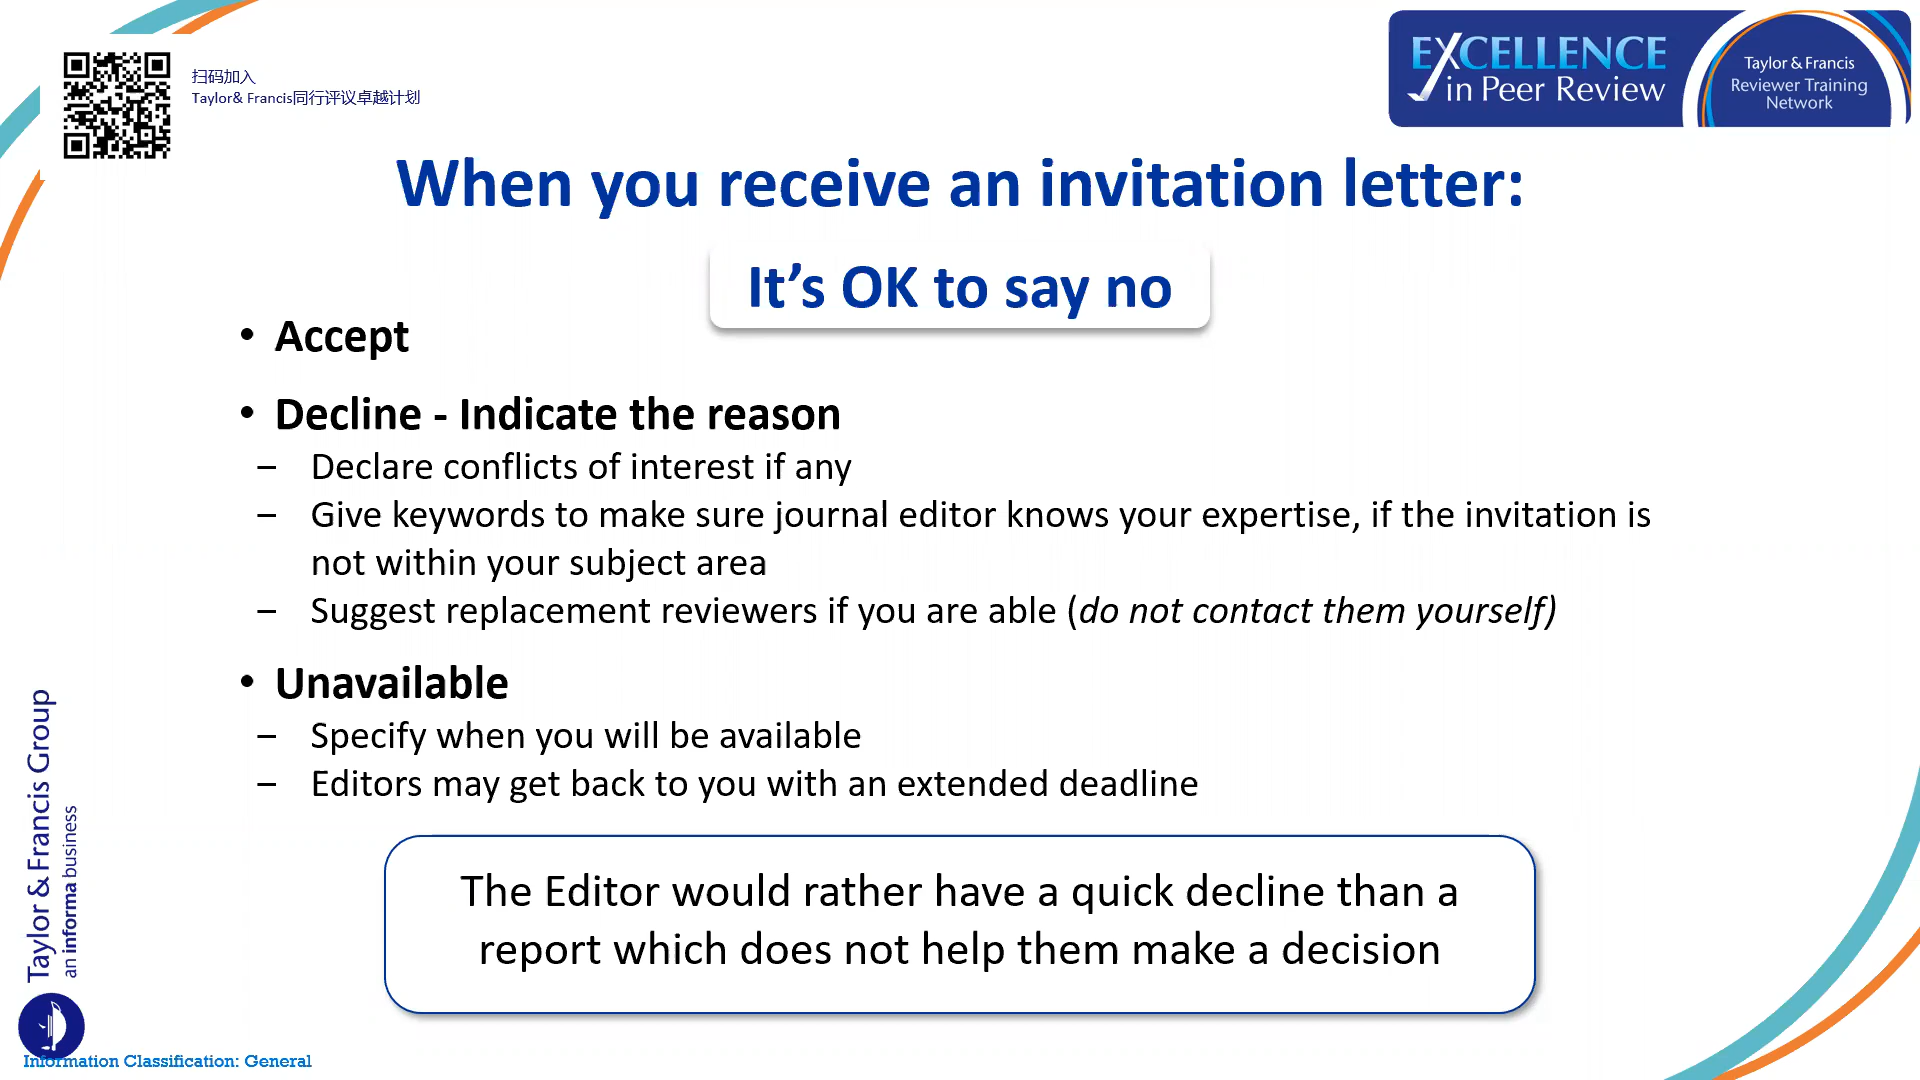 扫码加入
Taylor& Francis同行评议卓越计划
EXCELLENCE
in Peer Review
Taylor & Francis
Reviewer Training
Network
When you receive an invitation letter:
It’s OK to say no
• Accept
• Decline - Indicate the reason
– Declare conflicts of interest if any
– Give keywords to make sure journal editor knows your expertise, if the invitation is
not within your subject area
– Suggest replacement reviewers if you are able (do not contact them yourself)
• Unavailable
– Specify when you will be available
– Editors may get back to you with an extended deadline
The Editor would rather have a quick decline than a
report which does not help them make a decision
Taylor & Francis Group
an informa business
Information Classification: General